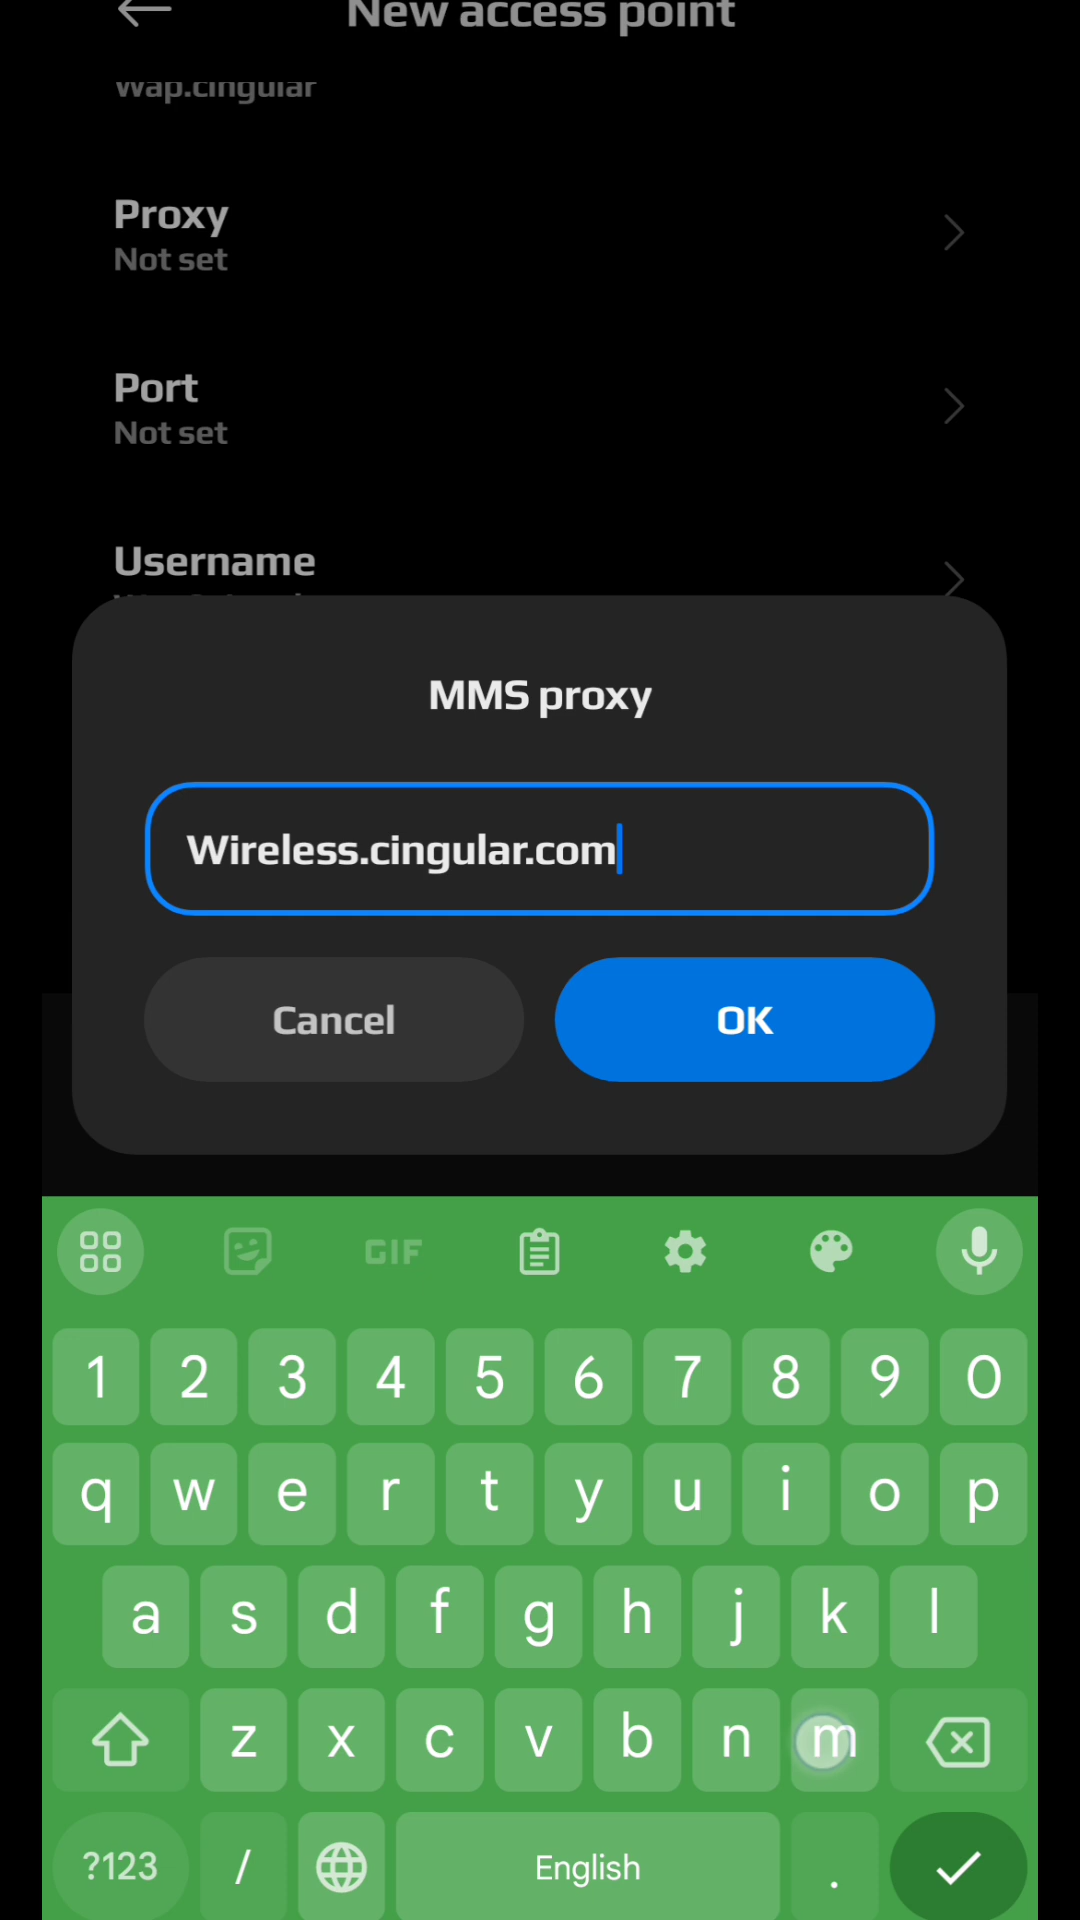 New access point
Wap.cingular
Proxy
Not set
Port
Not set
Username
MMS proxy
Wireless.cingular.com
Cancel
OK
GIF
1 2 3 4 5 6 7 8 9 0
q w e r t y u i o p
a s d f g h j k l
z x c v b n m
?123 / English .